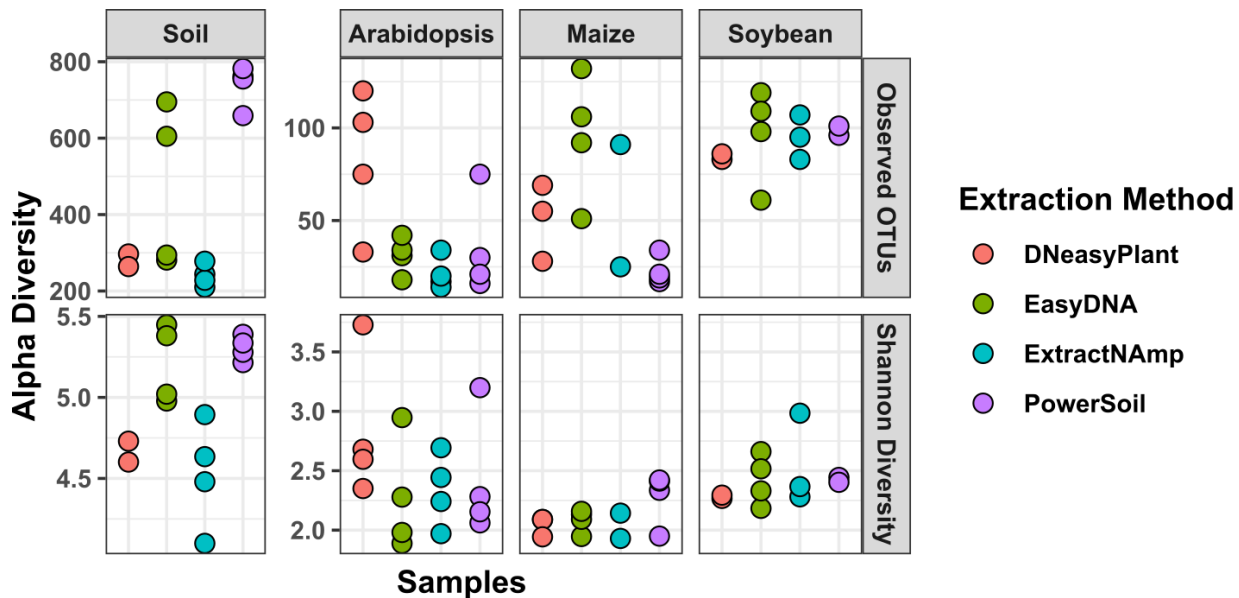 Soil
Arabidopsis
Maize
Soybean
800
600
400
200
100
50
Observed OTUs
5.5
5.0
4.5
3.5
3.0
2.5
2.0
Shannon Diversity
Alpha Diversity
Samples
Extraction Method
DNeasyPlant
EasyDNA
ExtractNAmp
PowerSoil